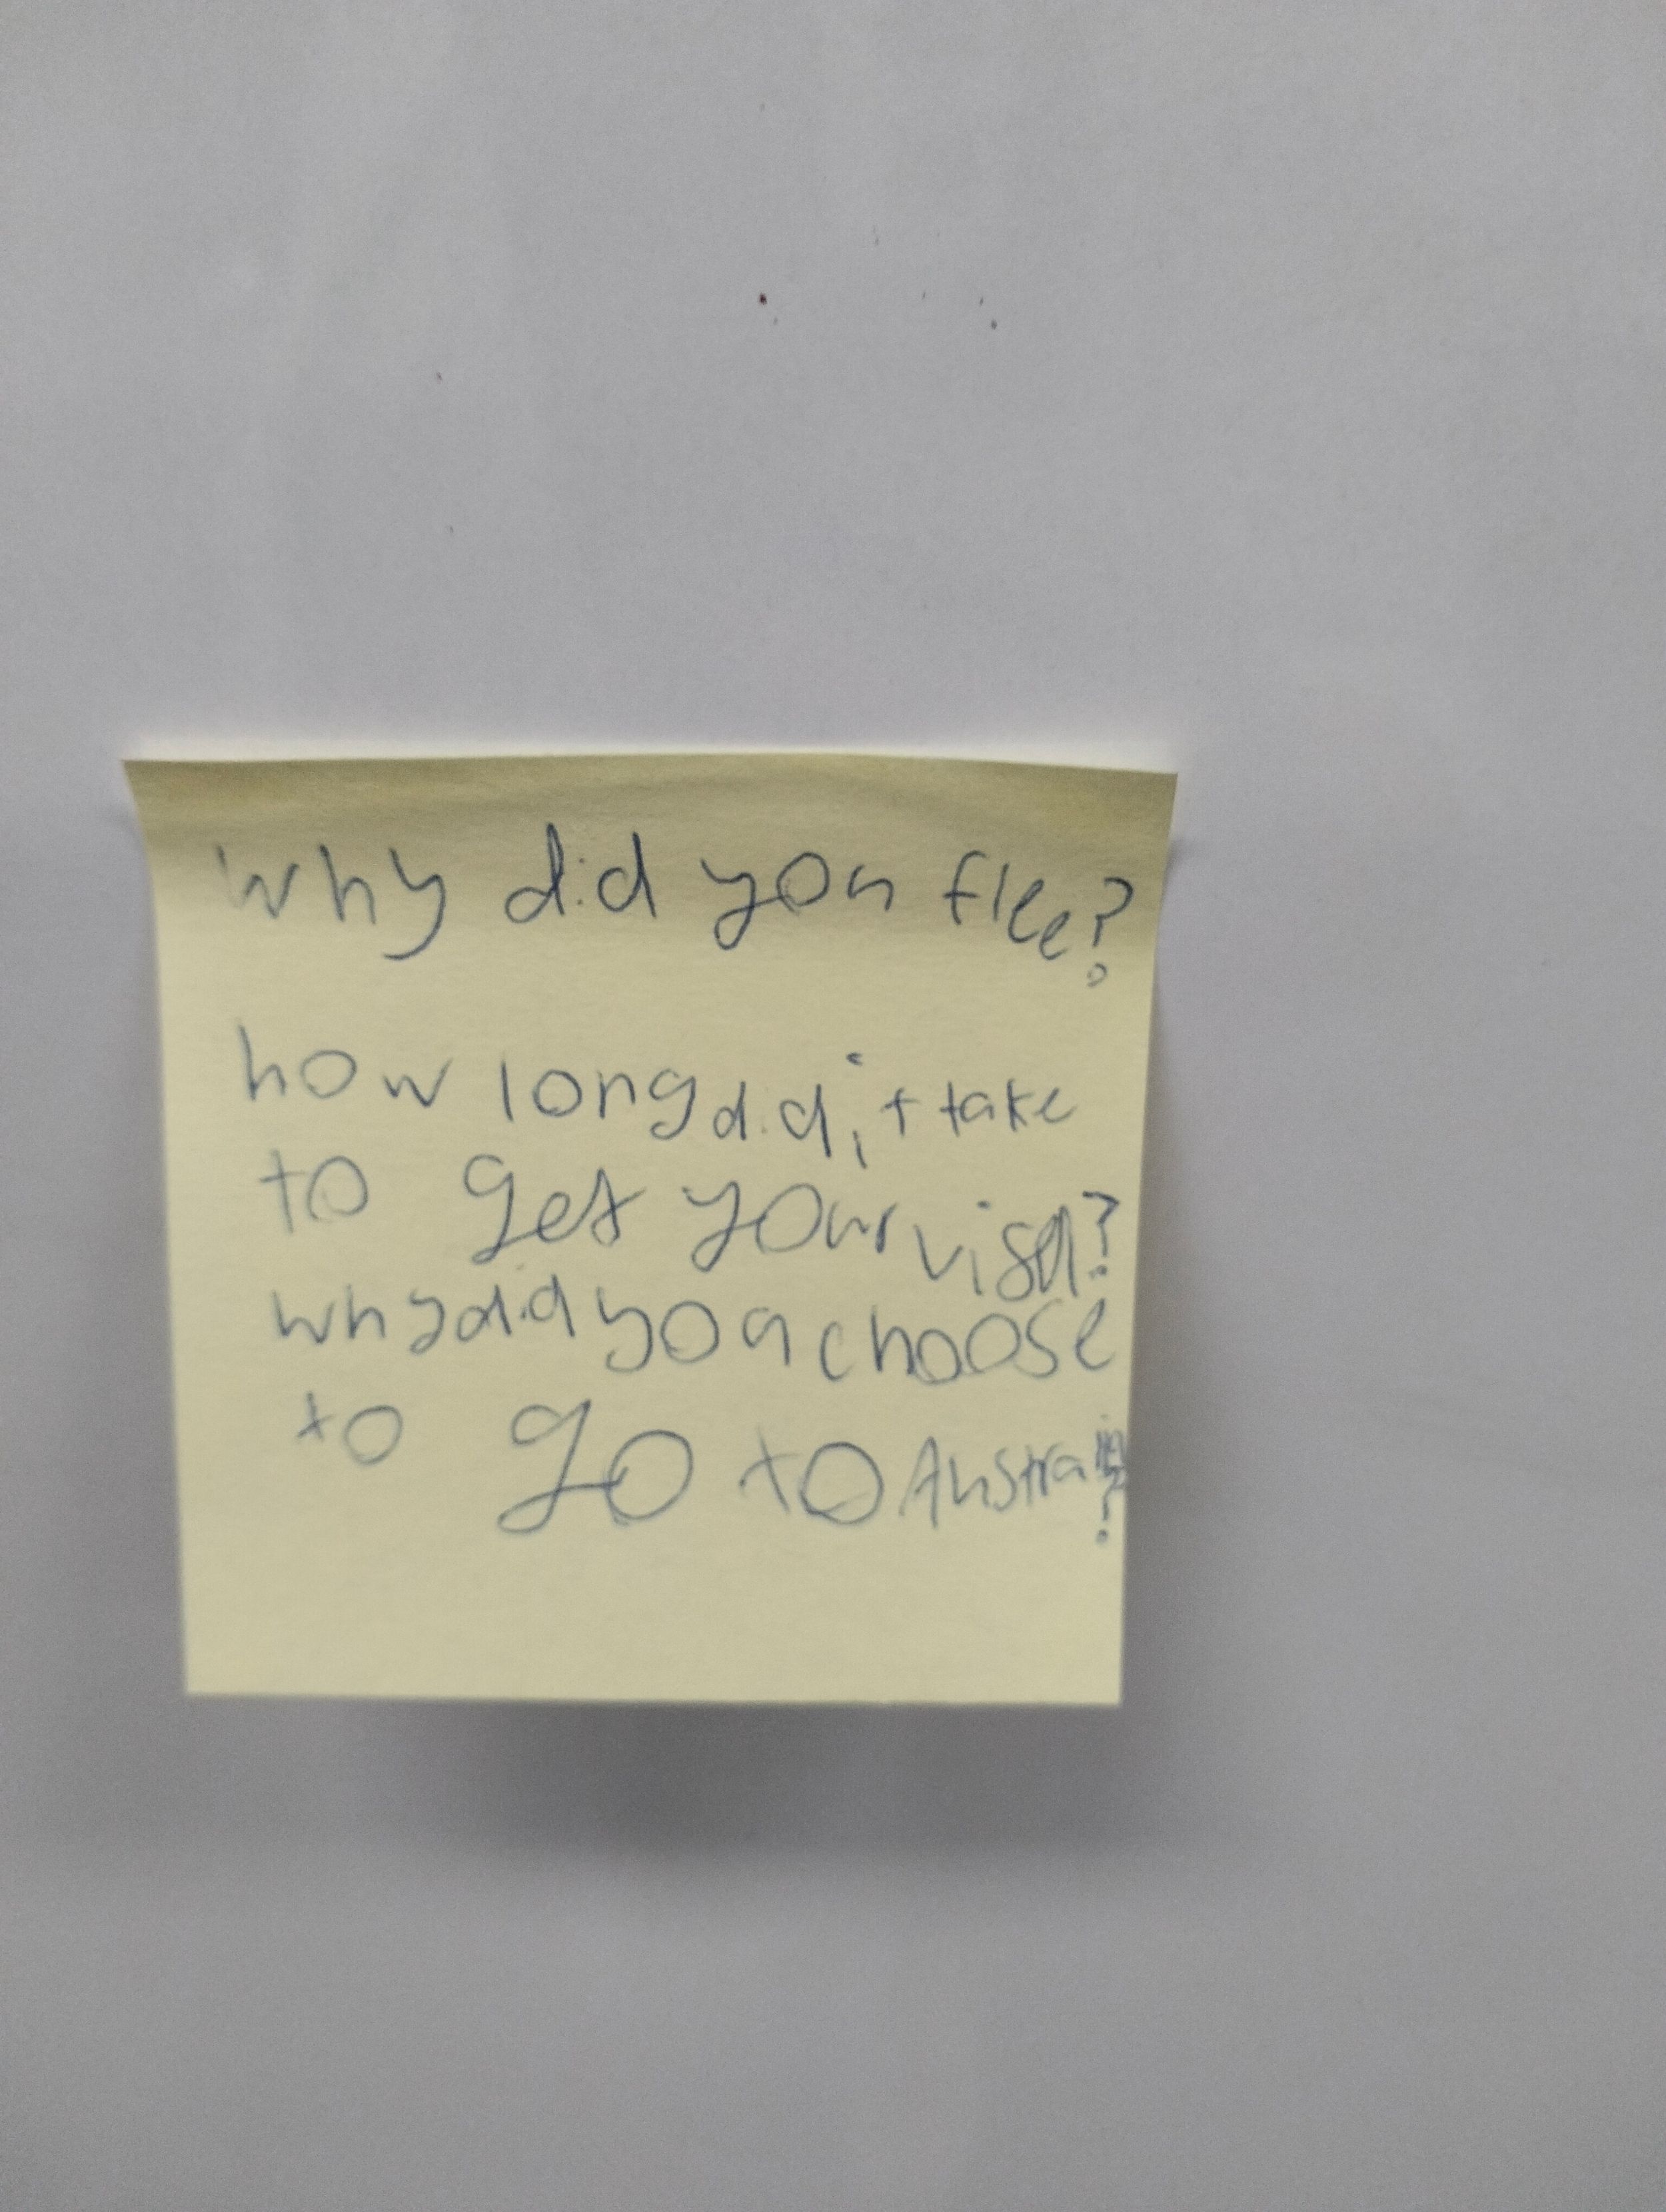 why did you flee?
how long did it take
to get your visa?
why did you choose
to go to Australia?